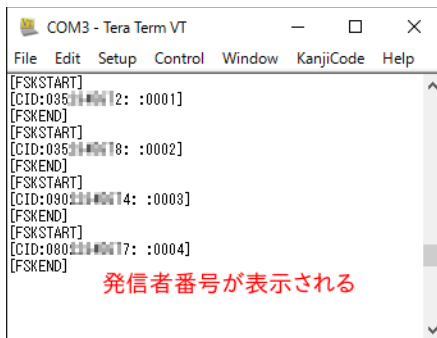 COM3 - Tera Term VT
File Edit Setup Control Window KanjiCode Help
[FSKSTART]
[CID:035 2: :0001]
[FSKEND]
[FSKSTART]
[CID:035 8: :0002]
[FSKEND]
[FSKSTART]
[CID:090 4: :0003]
[FSKEND]
[FSKSTART]
[CID:080 7: :0004]
[FSKEND]
発信者番号が表示される